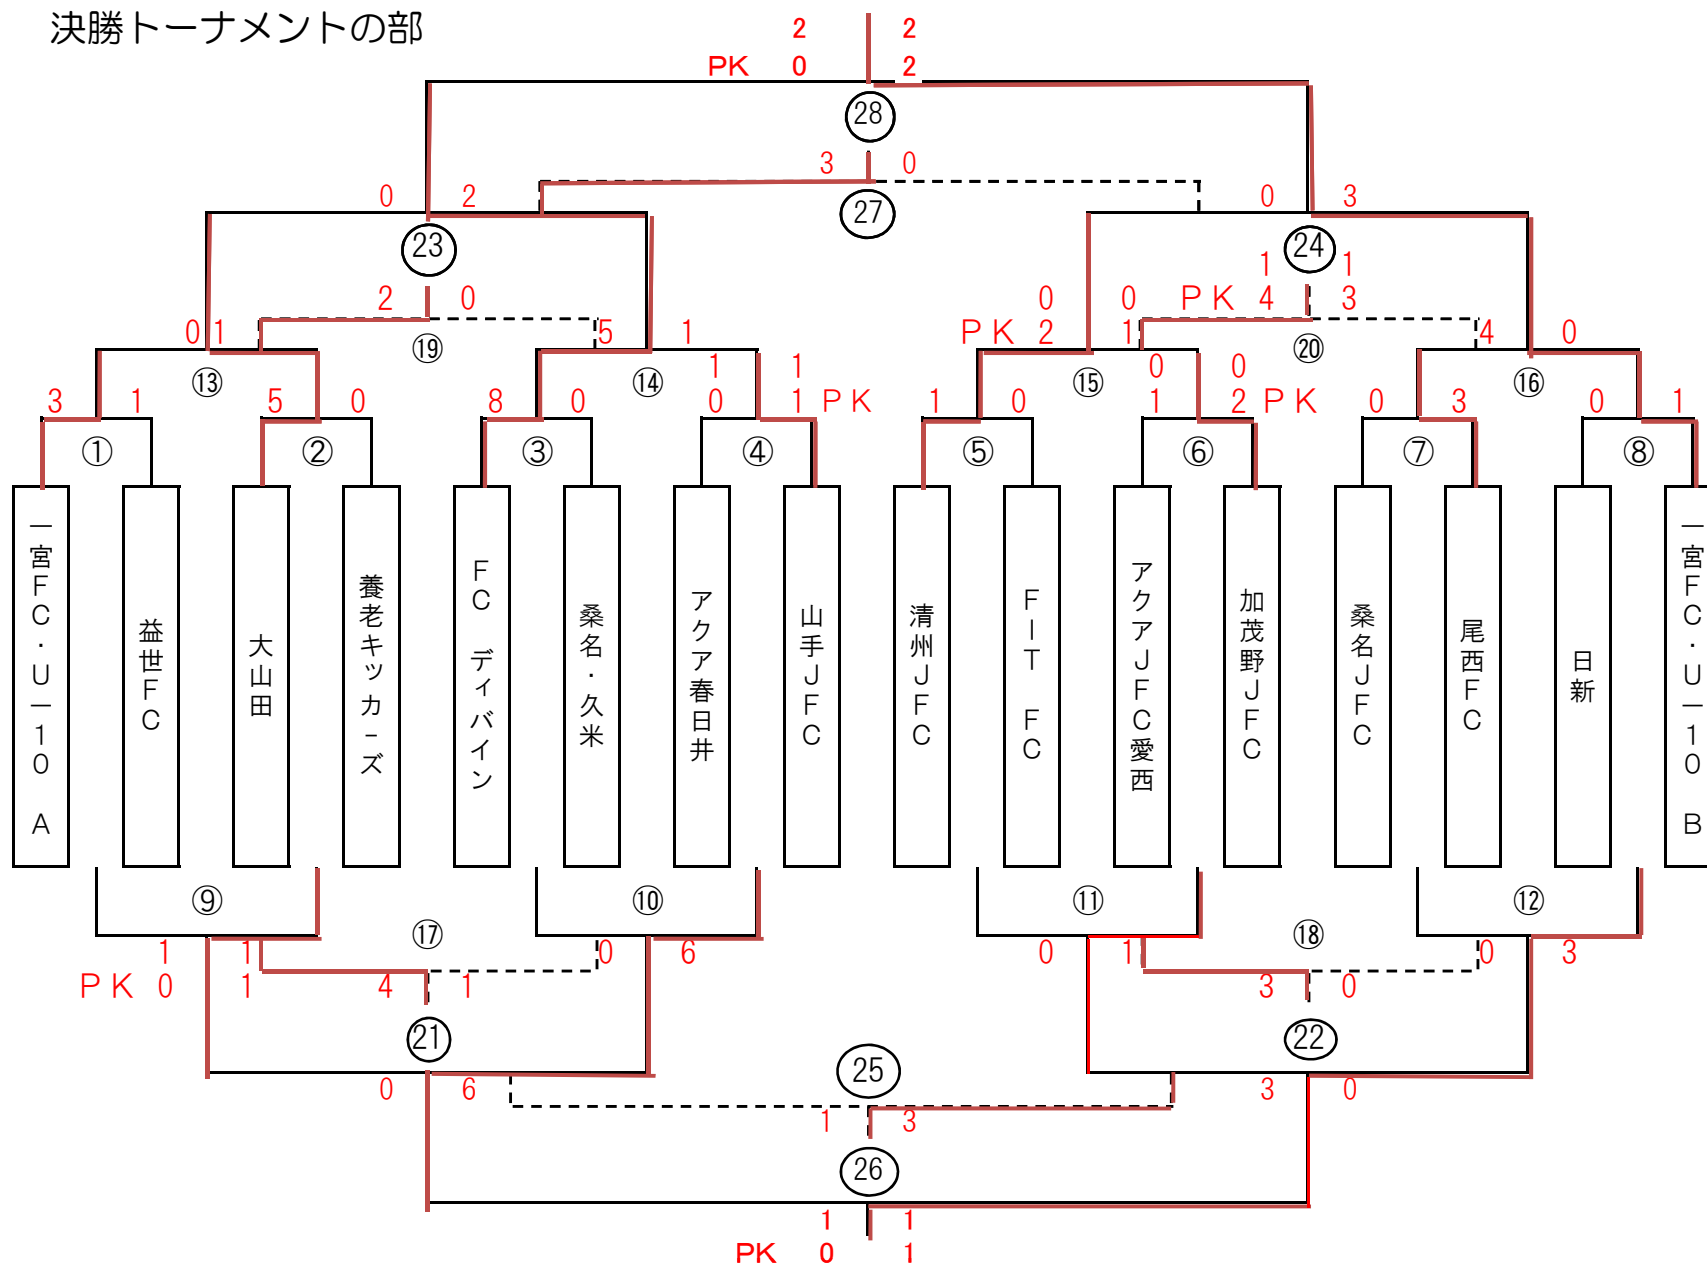 決勝トーナメントの部
2 2
PK 0 2
28
3 0
0 2 0 3
27
23 24
1 1
2 0 0 0 PK 4 3
0 1 5 1 PK 2 1 4 0
⑲ ⑳
1 1 0 0
⑬ ⑭ ⑮ ⑯
3 1 5 0 8 0 0 1 PK 1 0 1 2 PK 0 3 0 1
① ② ③ ④ ⑤ ⑥ ⑦ ⑧
一宮FC・U－10 A
益世FC
大山田
養老キッカ－ズ
FC ディバイン
桑名・久米
アクア春日井
山手JFC
清州JFC
FIT FC
アクアJFC愛西
加茂野JFC
桑名JFC
尾西FC
日新
一宮FC・U－10 B
⑨ ⑩ ⑪ ⑫
⑰ ⑱
1 1 0 6 0 1 0 3
PK 0 1 4 1 3 0
21 22
25
0 6 3 0
1 3
26
1 1
PK 0 1